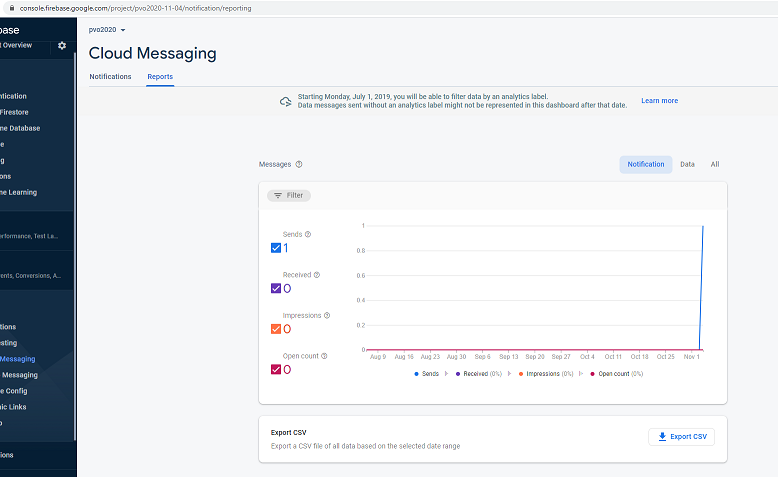 console.firebase.google.com/project/pvo2020-11-04/notification/reporting
base
t Overview
pvo2020
Cloud Messaging
Notifications
Reports
Starting Monday, July 1, 2019, you will be able to filter data by an analytics label.
Data messages sent without an analytics label might not be represented in this dashboard after that date.
Learn more
ntication
Firestore
me Database
e
g
ons
ne Learning
erformance, Test La...
ents, Conversions, A...
tions
esting
Messaging
Messaging
e Config
ic Links
b
ions
Messages
Notification
Data
All
Filter
Sends
1
Received
0
Impressions
0
Open count
0
1
0.8
0.6
0.4
0.2
0
Aug 9 Aug 16 Aug 23 Aug 30 Sep 6 Sep 13 Sep 20 Sep 27 Oct 4 Oct 11 Oct 18 Oct 25 Nov 1
Sends Received (0%) Impressions (0%) Open count (0%)
Export CSV
Export a CSV file of all data based on the selected date range
Export CSV